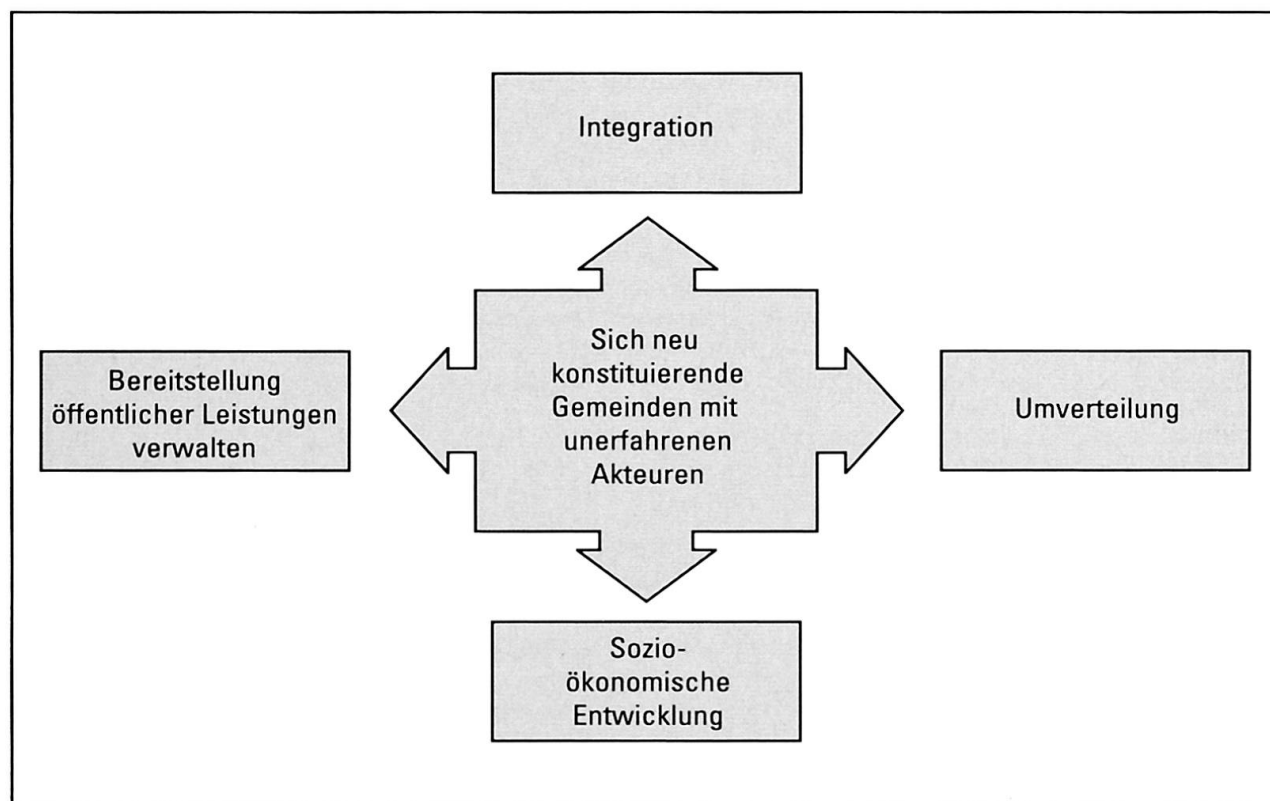 Integration
Bereitstellung
öffentlicher Leistungen
verwalten
Sich neu
konstituierende
Gemeinden mit
unerfahrenen
Akteuren
Umverteilung
Sozio-
ökonomische
Entwicklung